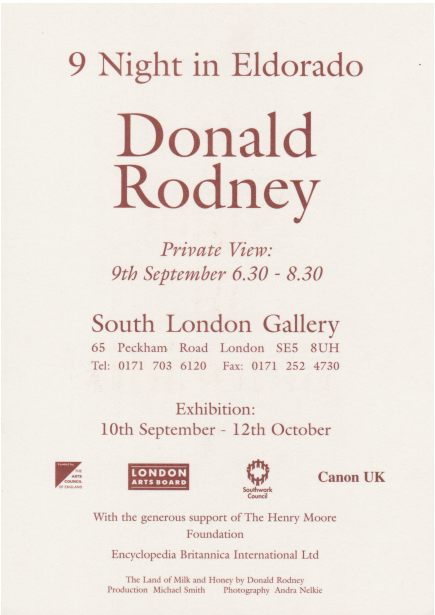 9 Night in Eldorado
Donald
Rodney
Private View:
9th September 6.30 - 8.30
South London Gallery
65 Peckham Road London SE5 8UH
Tel: 0171 703 6120 Fax: 0171 252 4730
Exhibition:
10th September - 12th October
THE
ARTS
COUNCIL
OF ENGLAND
LONDON
ARTS BOARD
Southwark
Council
Canon UK
With the generous support of The Henry Moore
Foundation
Encyclopedia Britannica International Ltd
The Land of Milk and Honey by Donald Rodney
Production Michael Smith Photography Andra Nelkie